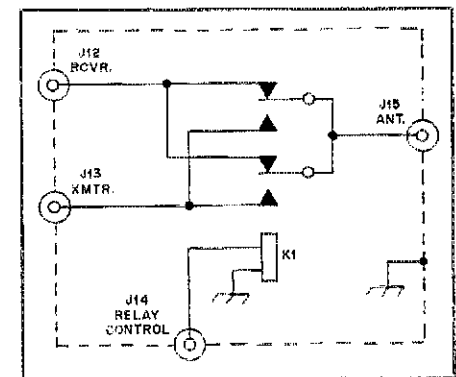 J12
RCVR.
J15
ANT.
J13
XMTR.
K1
J14
RELAY
CONTROL